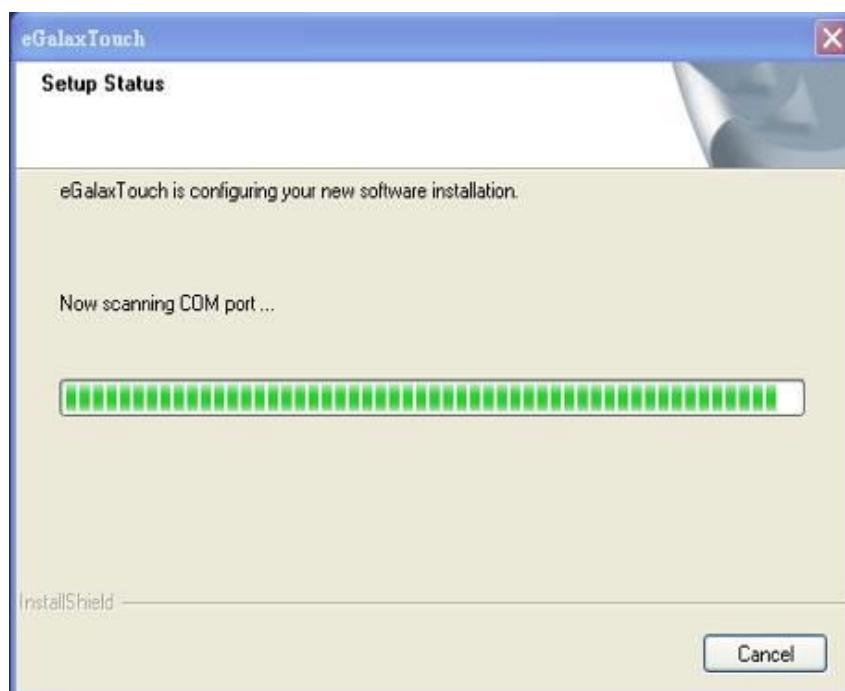 eGalaxTouch
Setup Status
eGalaxTouch is configuring your new software installation.
Now scanning COM port ...
InstallShield
Cancel